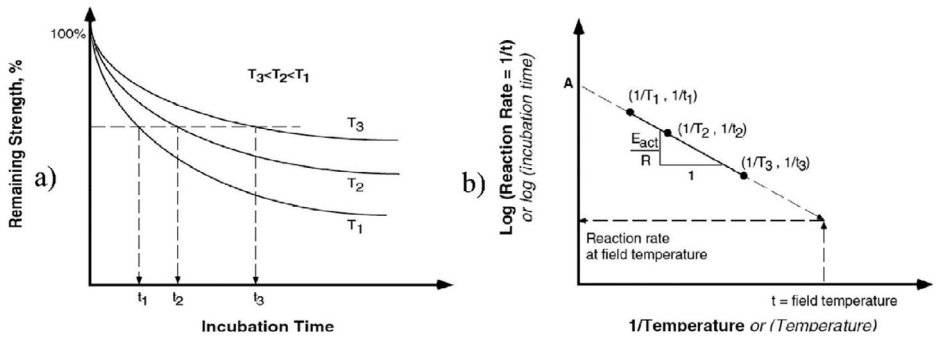 a)
Remaining Strength, %
100%
T3<T2<T1
T3
T2
T1
t1
t2
t3
Incubation Time
b)
Log (Reaction Rate = 1/t)
or log (incubation time)
A
(1/T1 , 1/t1)
(1/T2 , 1/t2)
(1/T3 , 1/t3)
Eact
R
1
Reaction rate
at field temperature
t = field temperature
1/Temperature or (Temperature)